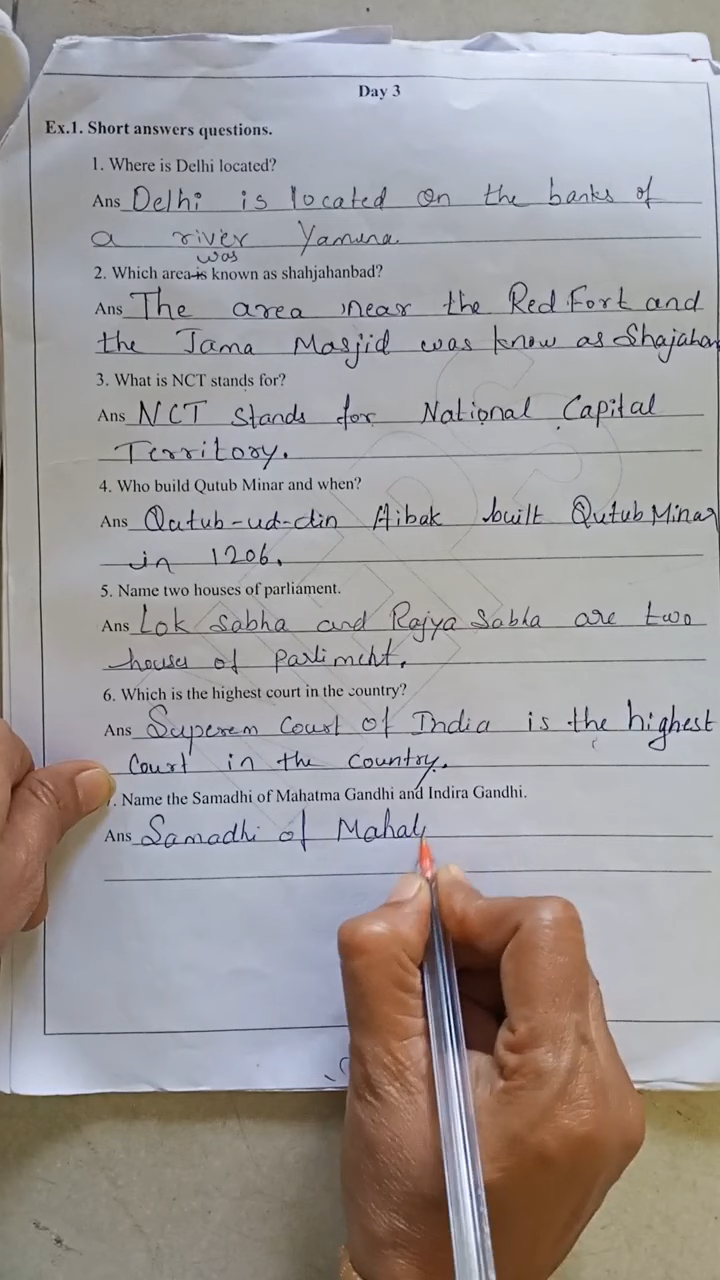 Day 3
Ex.1. Short answers questions.
1. Where is Delhi located?
Ans Delhi is located on the banks of
a river Yamuna.
was
2. Which area is known as shahjahanbad?
Ans The area near the Red Fort and
the Jama Masjid was know as Shajahan
3. What is NCT stands for?
Ans NCT Stands for National Capital
Territory.
4. Who build Qutub Minar and when?
Ans Qutub-ud-din Aibak built Qutub Minar
in 1206.
5. Name two houses of parliament.
Ans Lok Sabha and Rajya Sabha are two
houses of Parliment.
6. Which is the highest court in the country?
Ans Superem Court of India is the highest
Court in the Country.
7. Name the Samadhi of Mahatma Gandhi and Indira Gandhi.
Ans Samadhi of Mahat